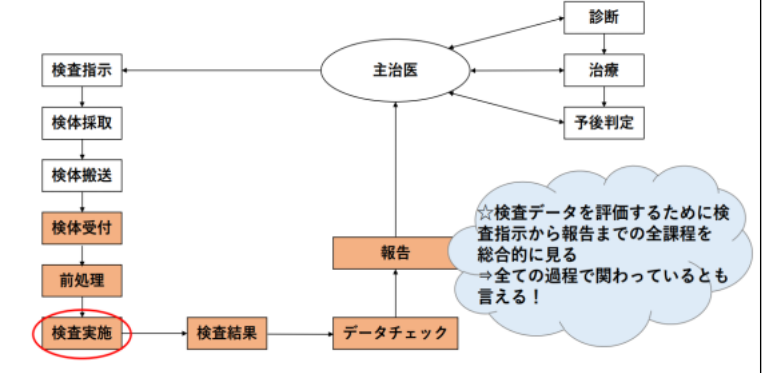 診断
主治医
検査指示
治療
検体採取
予後判定
検体搬送
検体受付
☆検査データを評価するために検
査指示から報告までの全課程を
総合的に見る
⇒全ての過程で関わっているとも
言える！
報告
前処理
検査実施
検査結果
データチェック